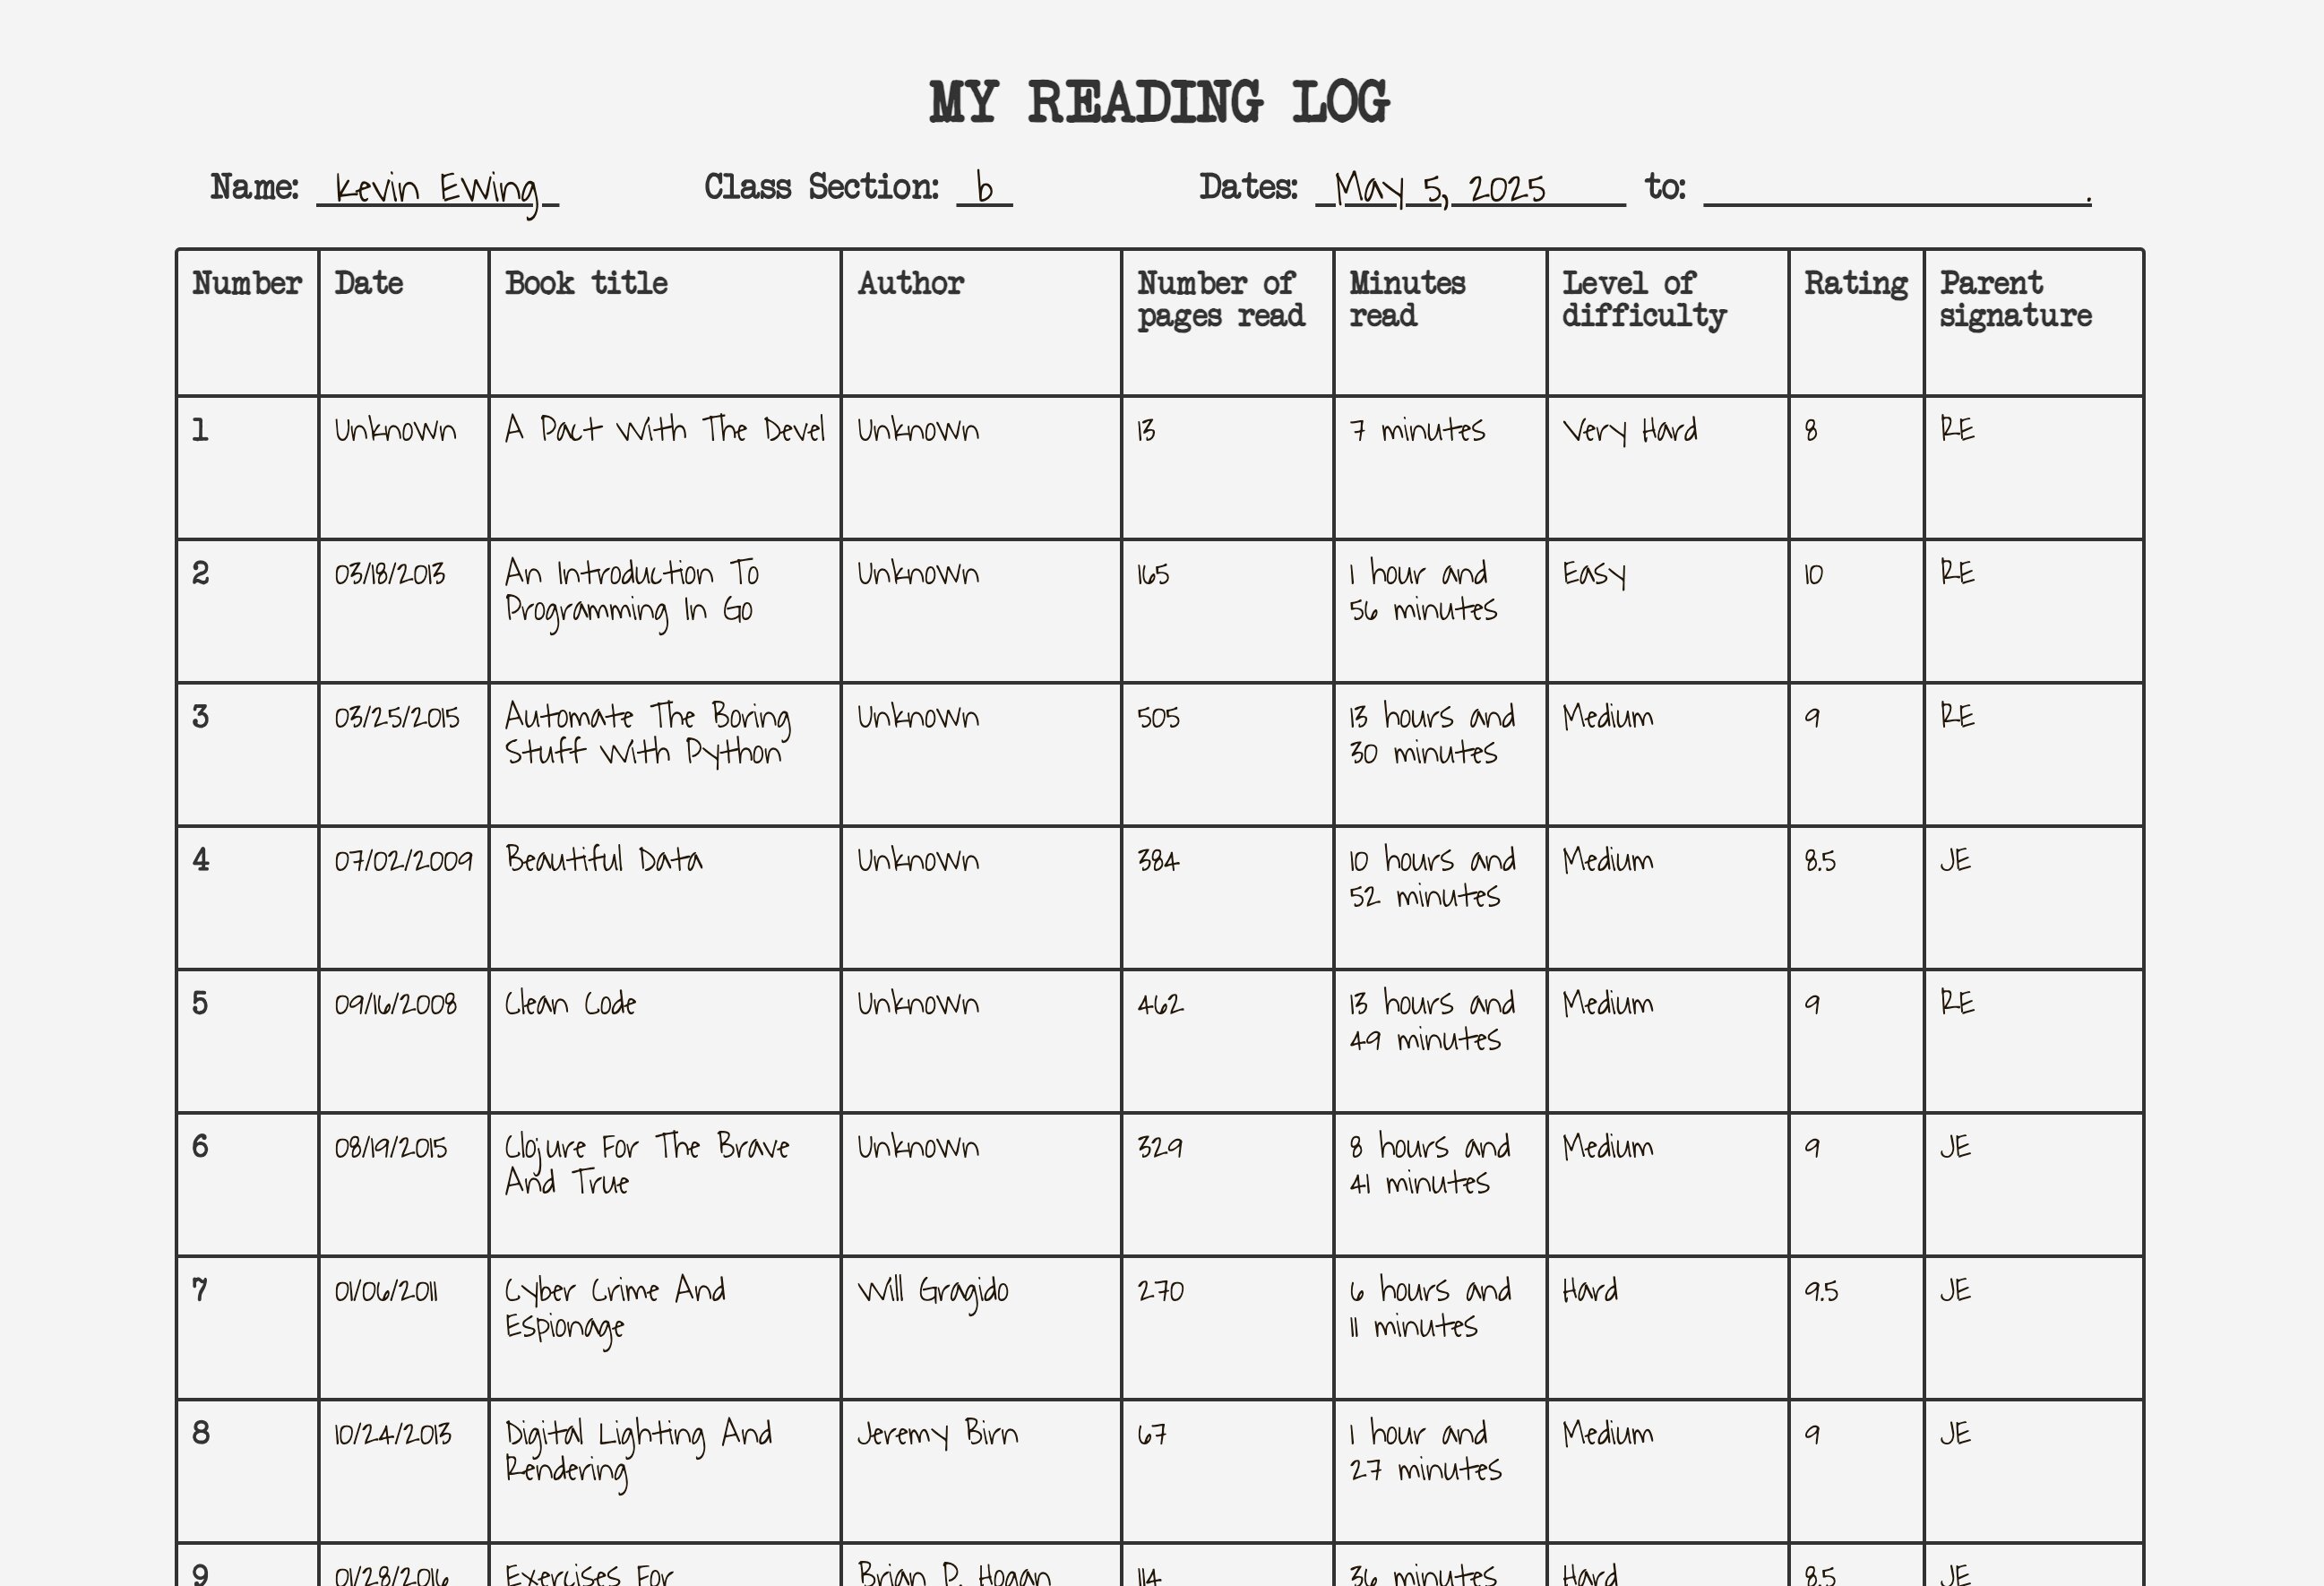 MY READING LOG
Name: Kevin Ewing Class Section: b Dates: May 5, 2025 to: .
Number Date Book title Author Number of pages read Minutes read Level of difficulty Rating Parent signature
1 Unknown A Pact With The Devel Unknown 13 7 minutes Very Hard 8 RE
2 03/18/2013 An Introduction To Programming In Go Unknown 165 1 hour and 56 minutes Easy 10 RE
3 03/25/2015 Automate The Boring Stuff With Python Unknown 505 13 hours and 30 minutes Medium 9 RE
4 07/02/2009 Beautiful Data Unknown 384 10 hours and 52 minutes Medium 8.5 JE
5 09/16/2008 Clean Code Unknown 462 13 hours and 49 minutes Medium 9 RE
6 08/19/2015 Clojure For The Brave And True Unknown 329 8 hours and 41 minutes Medium 9 JE
7 01/06/2011 Cyber Crime And Espionage Will Gragido 270 6 hours and 11 minutes Hard 9.5 JE
8 10/24/2013 Digital Lighting And Rendering Jeremy Birn 67 1 hour and 27 minutes Medium 9 JE
9 01/28/2016 Exercises For Brian P. Hogan 114 36 minutes Hard 8.5 JE